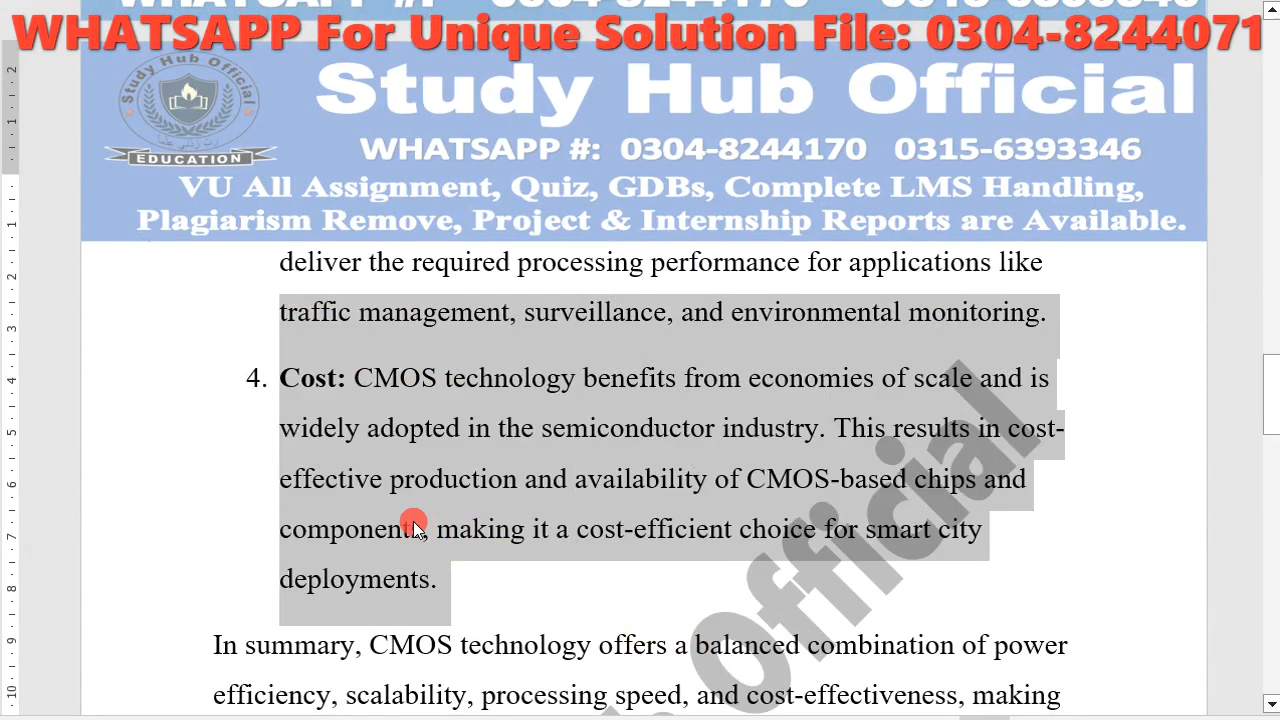 WHATSAPP For Unique Solution File: 0304-8244071
Study Hub Official
EDUCATION
Study Hub Official
WHATSAPP #: 0304-8244170 0315-6393346
VU All Assignment, Quiz, GDBs, Complete LMS Handling,
Plagiarism Remove, Project & Internship Reports are Available.
deliver the required processing performance for applications like
traffic management, surveillance, and environmental monitoring.
4. Cost: CMOS technology benefits from economies of scale and is
widely adopted in the semiconductor industry. This results in cost-
effective production and availability of CMOS-based chips and
components, making it a cost-efficient choice for smart city
deployments.
In summary, CMOS technology offers a balanced combination of power
efficiency, scalability, processing speed, and cost-effectiveness, making
Official